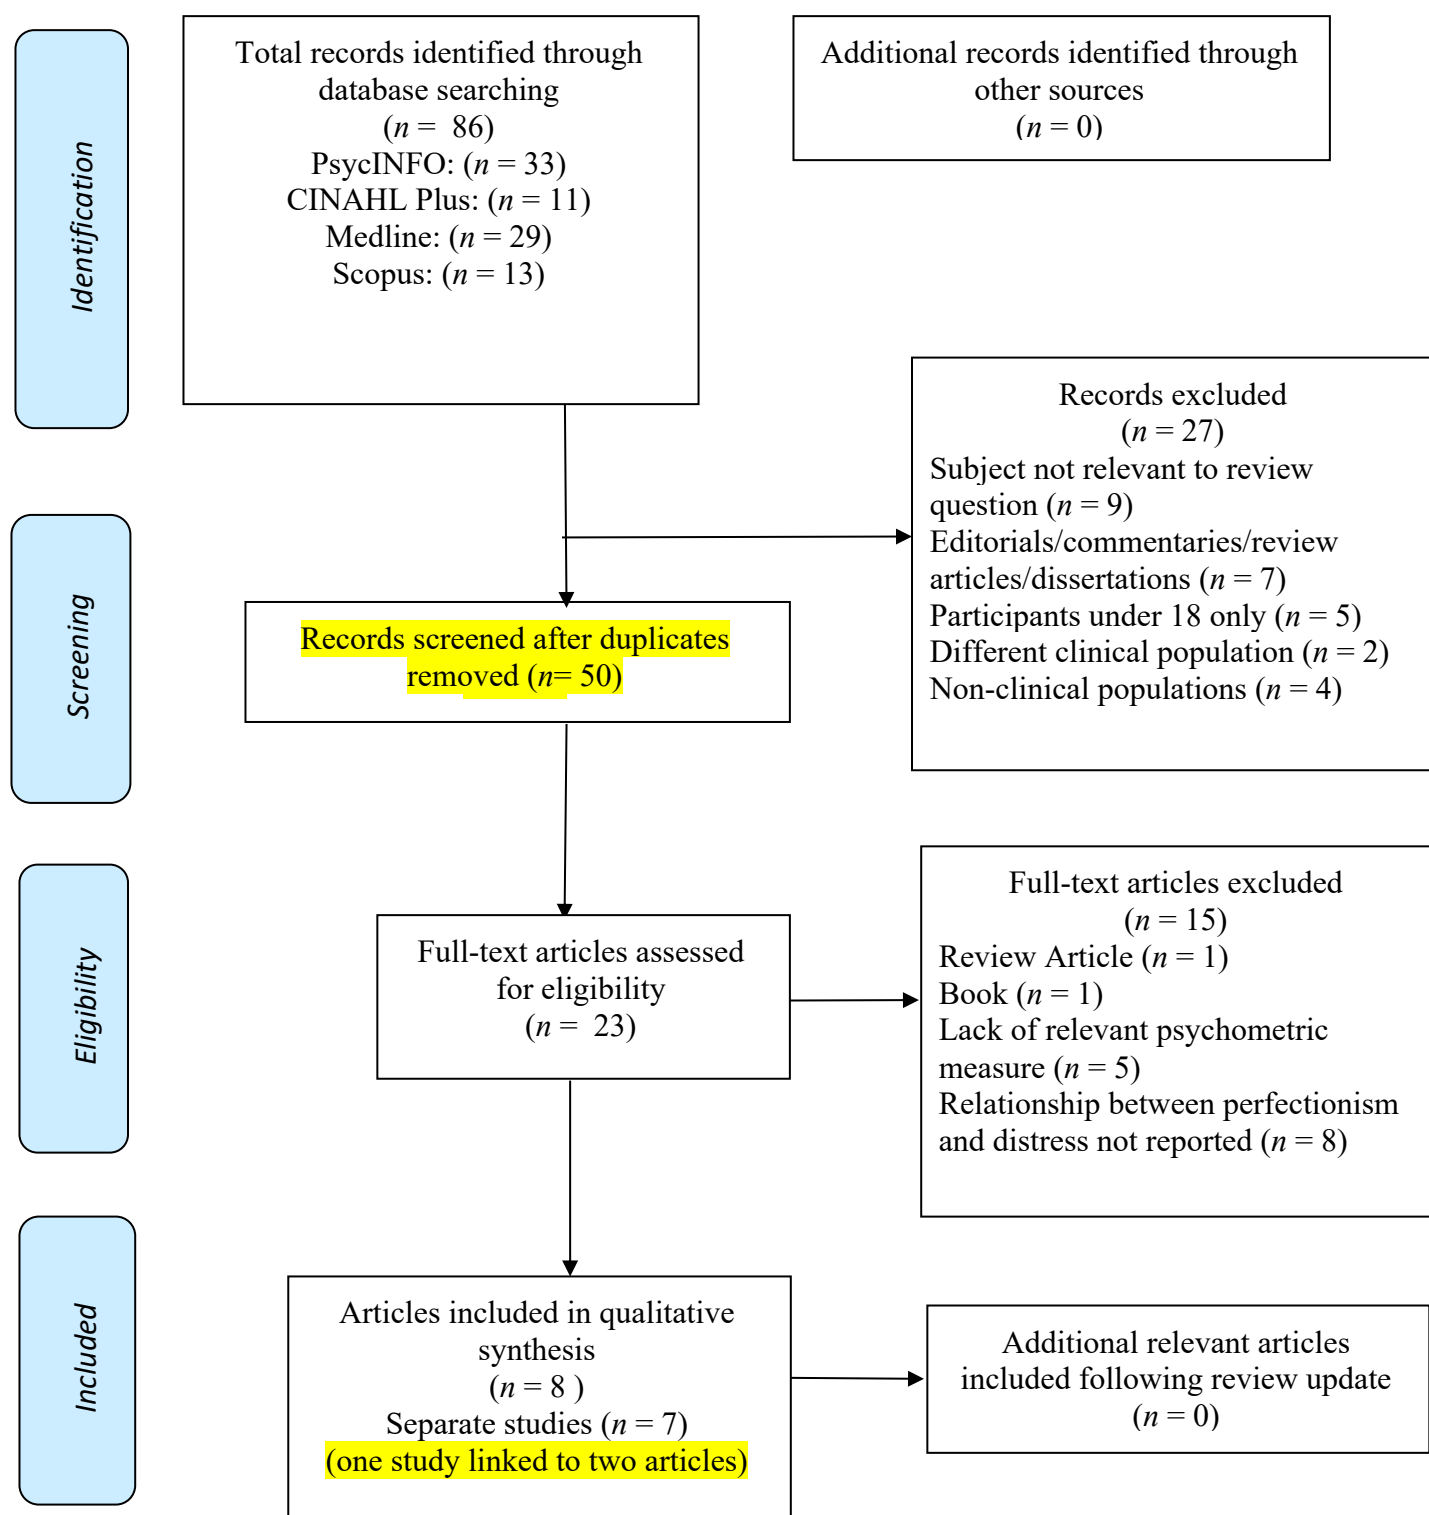 Identification
Total records identified through
database searching
(n =  86)
PsycINFO: (n = 33)
CINAHL Plus: (n = 11)
Medline: (n = 29)
Scopus: (n = 13)
Additional records identified through
other sources
(n = 0)
Records excluded
(n = 27)
Subject not relevant to review
question (n = 9)
Editorials/commentaries/review
articles/dissertations (n = 7)
Participants under 18 only (n = 5)
Different clinical population (n = 2)
Non-clinical populations (n = 4)
Screening
Records screened after duplicates
removed (n= 50)
Eligibility
Full-text articles assessed
for eligibility
(n =  23)
Full-text articles excluded
(n = 15)
Review Article (n = 1)
Book (n = 1)
Lack of relevant psychometric
measure (n = 5)
Relationship between perfectionism
and distress not reported (n = 8)
Included
Articles included in qualitative
synthesis
(n = 8 )
Separate studies (n = 7)
(one study linked to two articles)
Additional relevant articles
included following review update
(n = 0)